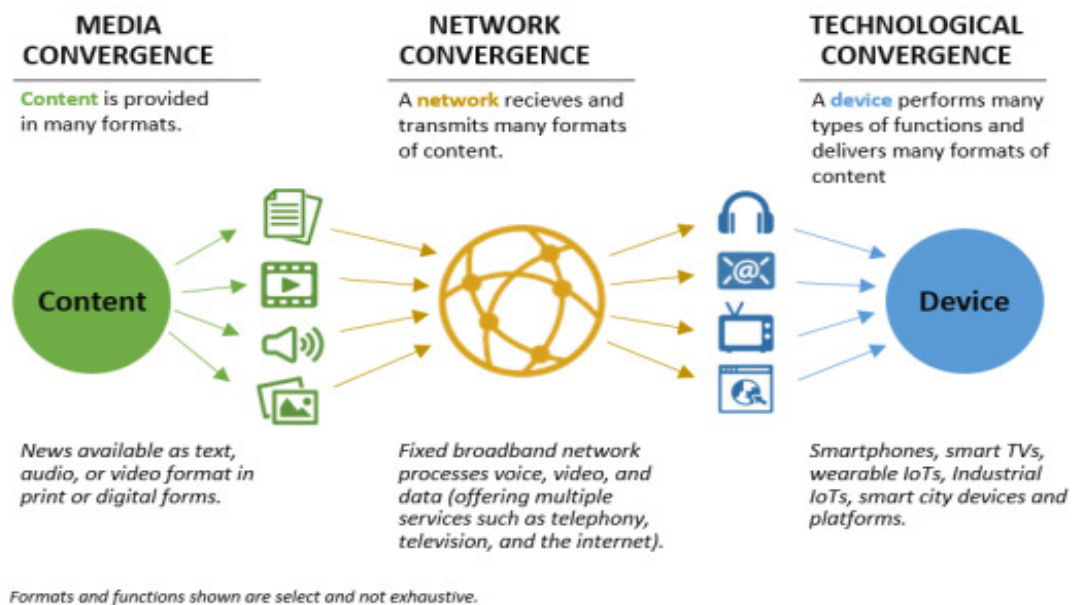 MEDIA
CONVERGENCE
Content is provided
in many formats.
Content
News available as text,
audio, or video format in
print or digital forms.
NETWORK
CONVERGENCE
A network recieves and
transmits many formats
of content.
Fixed broadband network
processes voice, video, and
data (offering multiple
services such as telephony,
television, and the internet).
TECHNOLOGICAL
CONVERGENCE
A device performs many
types of functions and
delivers many formats of
content
@
Device
Smartphones, smart TVs,
wearable IoTs, Industrial
IoTs, smart city devices and
platforms.
Formats and functions shown are select and not exhaustive.